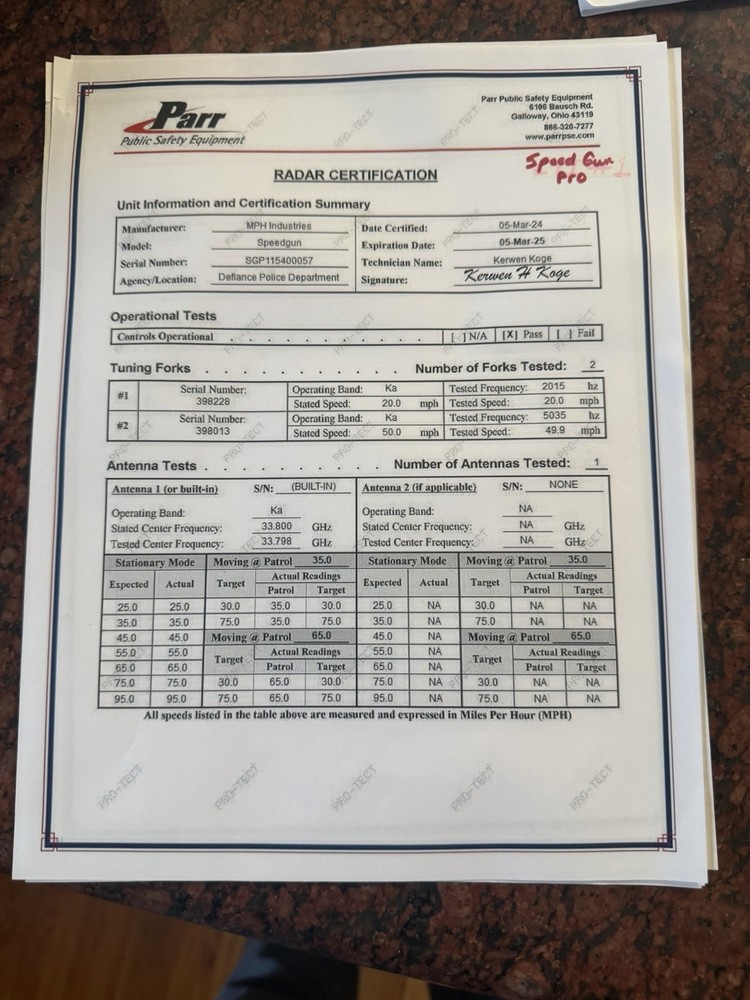 Parr
Public Safety Equipment
Parr Public Safety Equipment
6106 Bausch Rd.
Galloway, Ohio 43119
866-320-7277
www.parrpse.com
Speed Gun
Pro
RADAR CERTIFICATION
Unit Information and Certification Summary
Manufacturer: MPH Industries Date Certified: 05-Mar-24
Model: Speedgun Expiration Date: 05-Mar-25
Serial Number: SGP115400057 Technician Name: Kerwen Koge
Agency/Location: Defiance Police Department Signature: Kerwen H Koge
Operational Tests
Controls Operational . . . . . . . . . . [ ] N/A [X] Pass [ ] Fail
Tuning Forks . . . . . . . . . . . Number of Forks Tested: 2
#1 Serial Number: 398228 Operating Band: Ka Tested Frequency: 2015 hz
Stated Speed: 20.0 mph Tested Speed: 20.0 mph
#2 Serial Number: 398013 Operating Band: Ka Tested Frequency: 5035 hz
Stated Speed: 50.0 mph Tested Speed: 49.9 mph
Antenna Tests . . . . . . . . . . Number of Antennas Tested: 1
Antenna 1 (or built-in) S/N: (BUILT-IN) Antenna 2 (if applicable) S/N: NONE
Operating Band: Ka Operating Band: NA
Stated Center Frequency: 33.800 GHz Stated Center Frequency: NA GHz
Tested Center Frequency: 33.798 GHz Tested Center Frequency: NA GHz
Stationary Mode Moving @ Patrol 35.0 Stationary Mode Moving @ Patrol 35.0
Expected Actual Target Actual Readings Expected Actual Target Actual Readings
Patrol Target Patrol Target
25.0 25.0 30.0 35.0 30.0 25.0 NA 30.0 NA NA
35.0 35.0 75.0 35.0 75.0 35.0 NA 75.0 NA NA
45.0 45.0 Moving @ Patrol 65.0 45.0 NA Moving @ Patrol 65.0
55.0 55.0 Target Actual Readings 55.0 NA Target Actual Readings
65.0 65.0 Patrol Target 65.0 NA Patrol Target
75.0 75.0 30.0 65.0 30.0 75.0 NA 30.0 NA NA
95.0 95.0 75.0 65.0 75.0 95.0 NA 75.0 NA NA
All speeds listed in the table above are measured and expressed in Miles Per Hour (MPH)
PRO-TECT PRO-TECT PRO-TECT PRO-TECT PRO-TECT